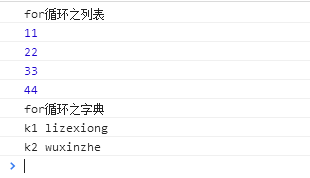 for循环之列表
11
22
33
44
for循环之字典
k1 lizexiong
k2 wuxinzhe
>